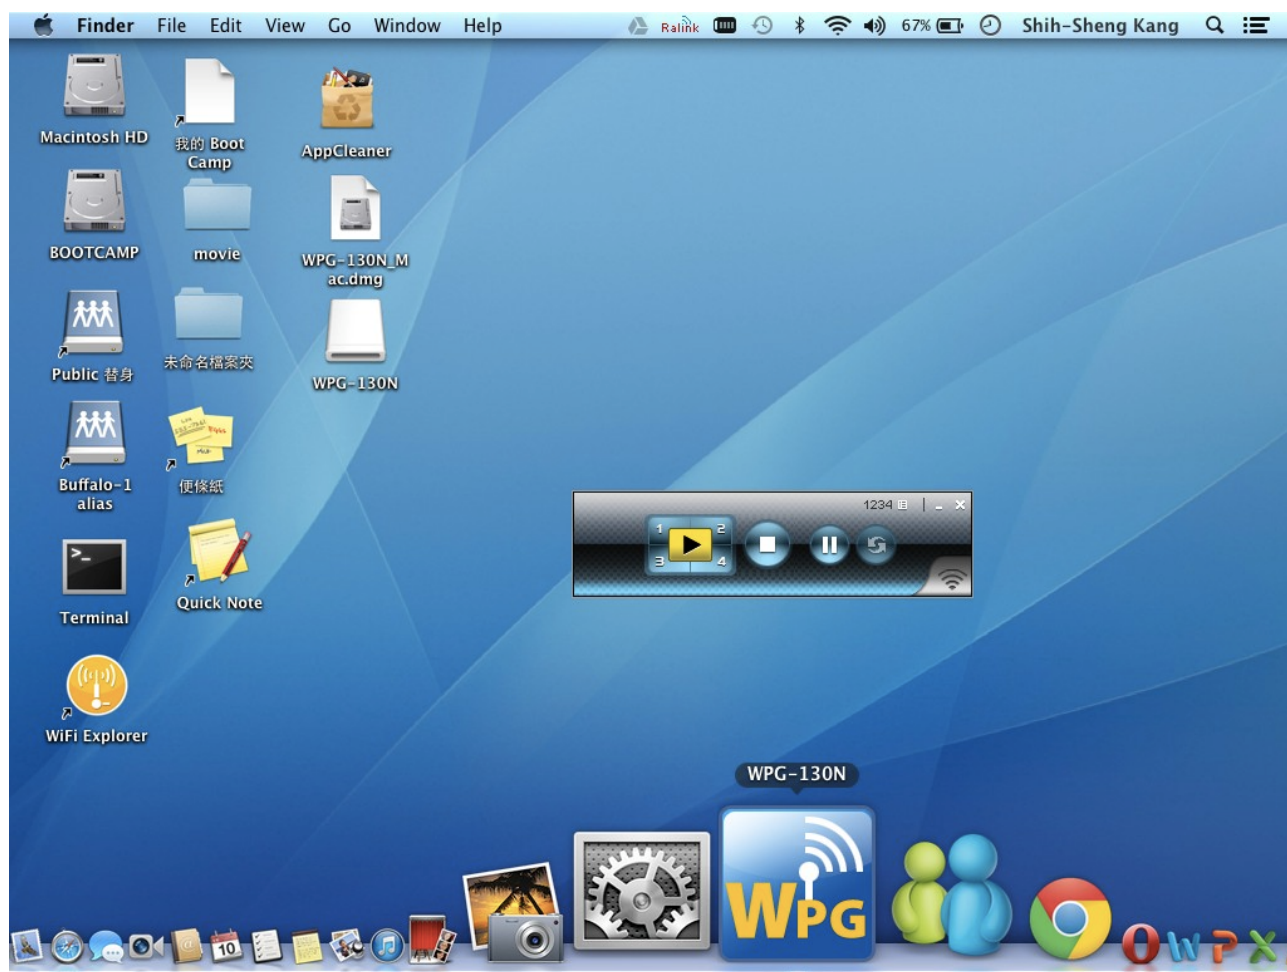 Finder File Edit View Go Window Help Ralink 67% Shih-Sheng Kang
Macintosh HD
我的 Boot
Camp
AppCleaner
BOOTCAMP
movie
WPG-130N_M
ac.dmg
Public 替身
未命名檔案夾
WPG-130N
Buffalo-1
alias
便條紙
Terminal
Quick Note
WiFi Explorer
1234
1 2
3 4
WPG-130N
WPG
10